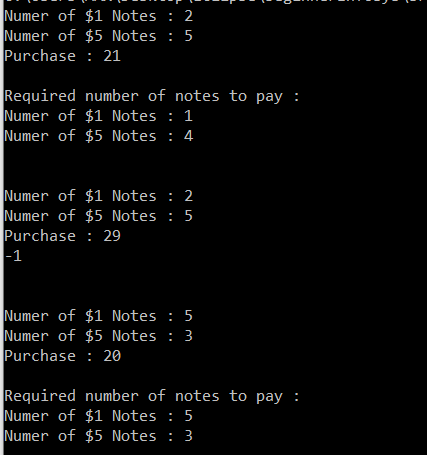 Numer of $1 Notes : 2
Numer of $5 Notes : 5
Purchase : 21
Required number of notes to pay :
Numer of $1 Notes : 1
Numer of $5 Notes : 4
Numer of $1 Notes : 2
Numer of $5 Notes : 5
Purchase : 29
-1
Numer of $1 Notes : 5
Numer of $5 Notes : 3
Purchase : 20
Required number of notes to pay :
Numer of $1 Notes : 5
Numer of $5 Notes : 3